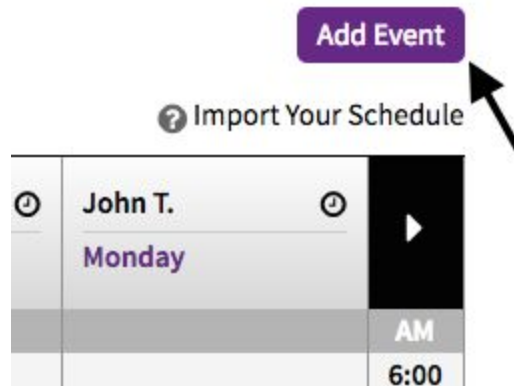 Add Event
? Import Your Schedule
John T.
Monday
AM
6:00